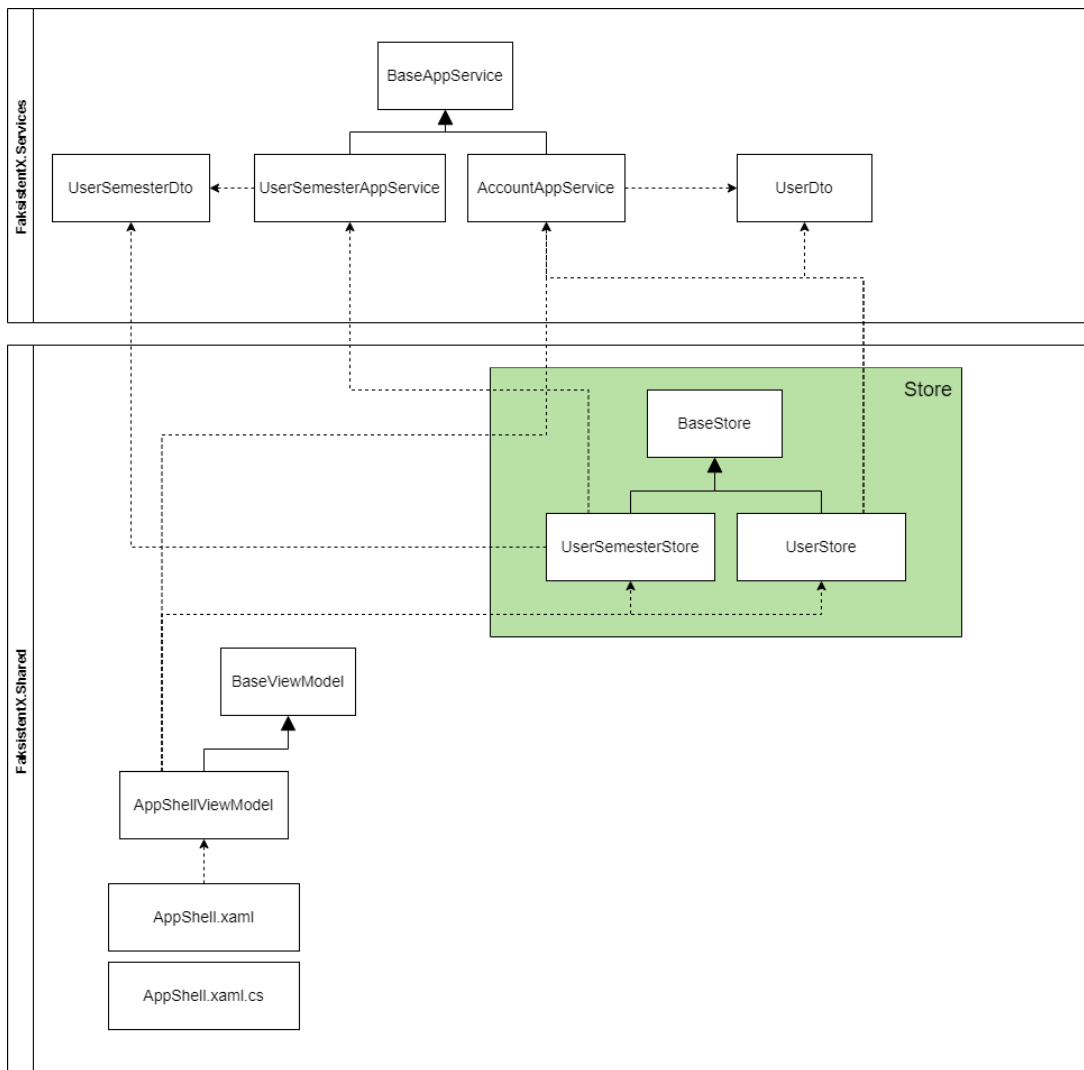 FaksistentX.Services
BaseAppService
UserSemesterDto
UserSemesterAppService
AccountAppService
UserDto
FaksistentX.Shared
Store
BaseStore
UserSemesterStore
UserStore
BaseViewModel
AppShellViewModel
AppShell.xaml
AppShell.xaml.cs